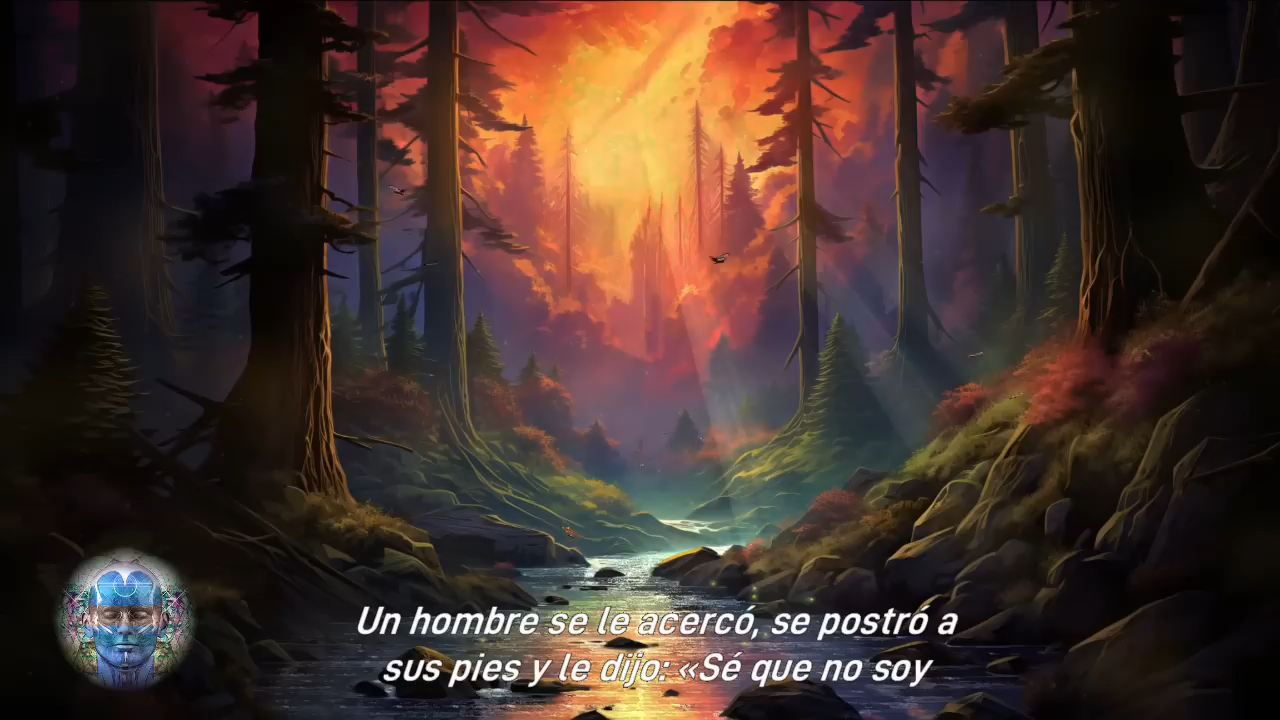 Un hombre se le acercó, se postró a
sus pies y le dijo: «Sé que no soy